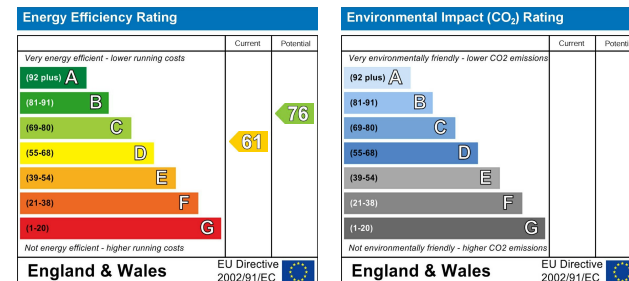 Energy Efficiency Rating
Current Potential
Very energy efficient - lower running costs
(92 plus) A
(81-91) B
(69-80) C
(55-68) D
(39-54) E
(21-38) F
(1-20) G
61
76
Not energy efficient - higher running costs
England & Wales
EU Directive
2002/91/EC
Environmental Impact (CO2) Rating
Current Potential
Very environmentally friendly - lower CO2 emissions
(92 plus) A
(81-91) B
(69-80) C
(55-68) D
(39-54) E
(21-38) F
(1-20) G
Not environmentally friendly - higher CO2 emissions
England & Wales
EU Directive
2002/91/EC